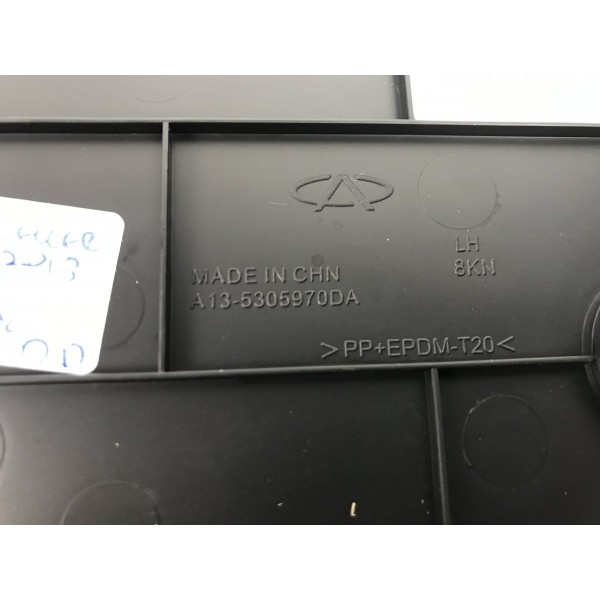 LH
8KN
MADE IN CHN
A13-5305970DA
>PP+EPDM-T20<